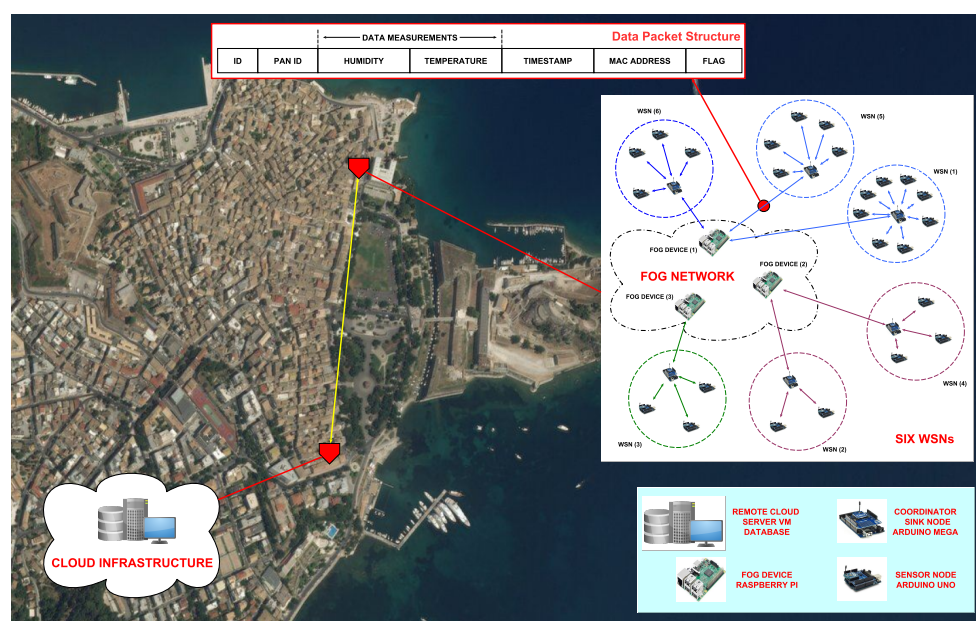 DATA MEASUREMENTS
Data Packet Structure
ID PAN ID HUMIDITY TEMPERATURE TIMESTAMP MAC ADDRESS FLAG
WSN (6)
WSN (5)
WSN (1)
FOG DEVICE (1)
FOG DEVICE (2)
FOG NETWORK
FOG DEVICE (3)
WSN (4)
WSN (3)
WSN (2)
SIX WSNs
CLOUD INFRASTRUCTURE
REMOTE CLOUD
SERVER VM
DATABASE
COORDINATOR
SINK NODE
ARDUINO MEGA
FOG DEVICE
RASPBERRY PI
SENSOR NODE
ARDUINO UNO